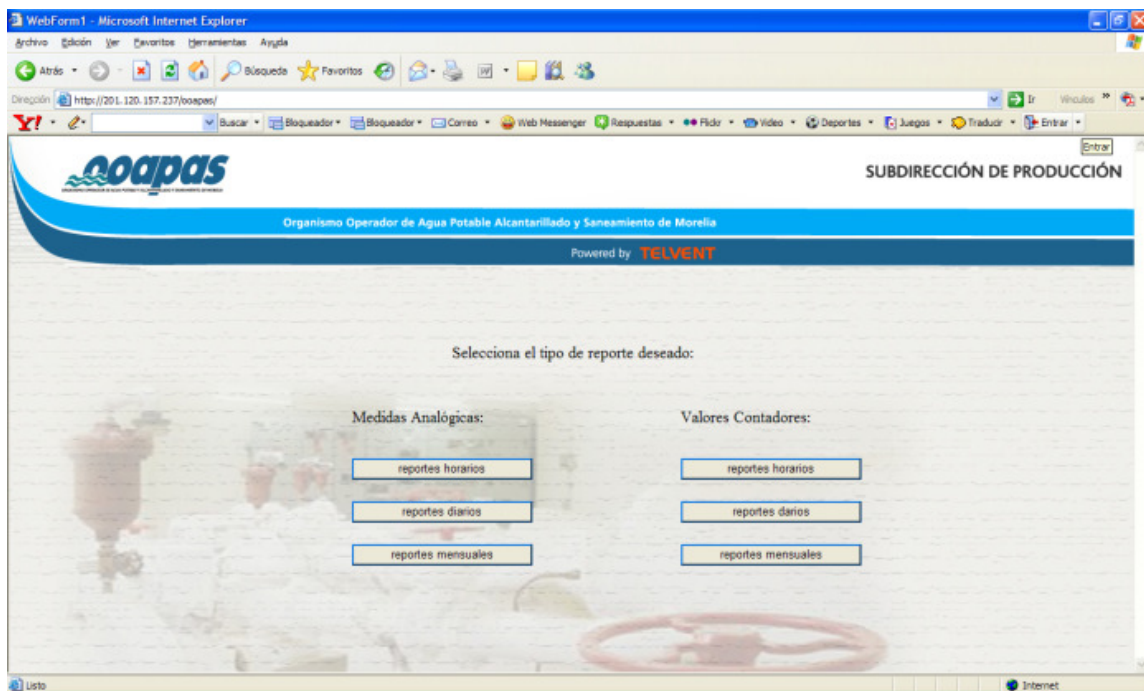 WebForm1 - Microsoft Internet Explorer
Archivo Edición Ver Favoritos Herramientas Ayuda
Atrás Búsqueda Favoritos
Dirección http://201.120.157.237/ooapas/ Ir Vínculos »
Y! Buscar Bloqueador Bloqueador Correo Web Messenger Respuestas Flickr Video Deportes Juegos Traducir Entrar
Entrar
ooapas
SUBDIRECCIÓN DE PRODUCCIÓN
Organismo Operador de Agua Potable Alcantarillado y Saneamiento de Morelia
Powered by TELVENT
Selecciona el tipo de reporte deseado:
Medidas Analógicas: Valores Contadores:
reportes horarios reportes horarios
reportes diarios reportes darios
reportes mensuales reportes mensuales
Listo Internet